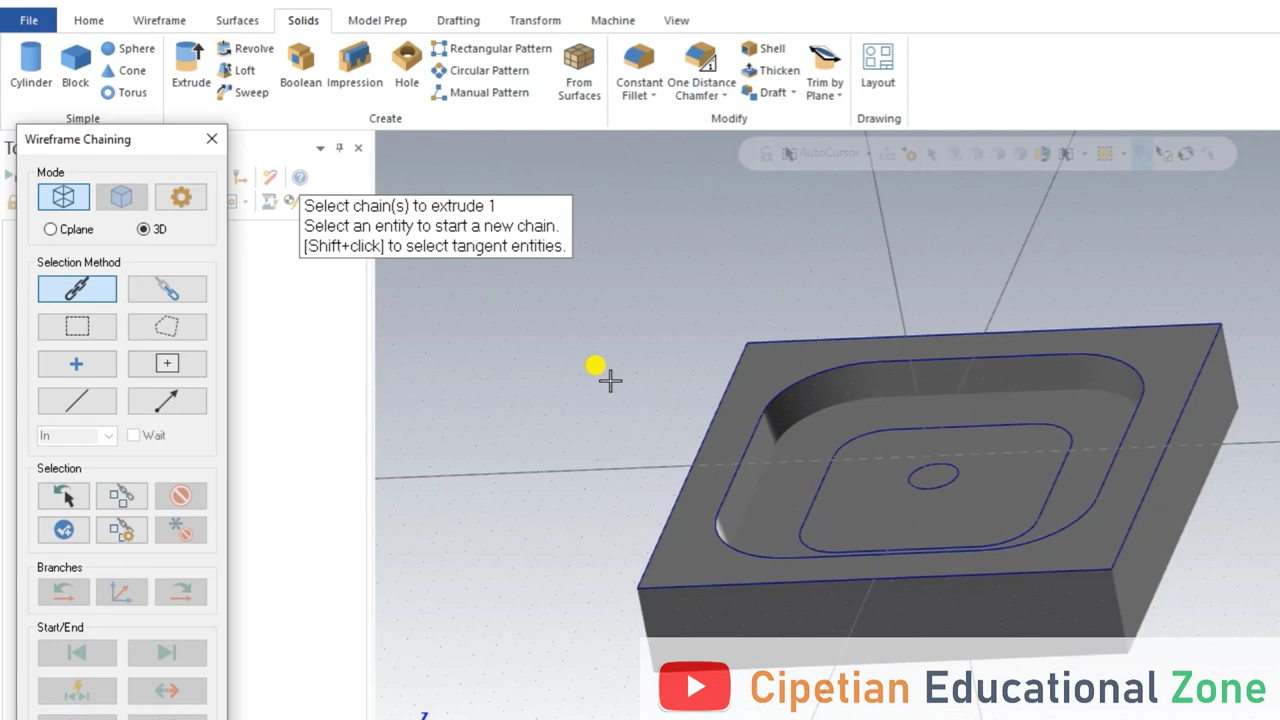 File Home Wireframe Surfaces Solids Model Prep Drafting Transform Machine View
Cylinder
Block
Sphere
Cone
Torus
Simple
Extrude
Revolve
Loft
Sweep
Boolean
Impression
Hole
Rectangular Pattern
Circular Pattern
Manual Pattern
From
Surfaces
Create
Constant
Fillet
One Distance
Chamfer
Shell
Thicken
Draft
Trim by
Plane
Modify
Layout
Drawing
Wireframe Chaining
Mode
Cplane
3D
Selection Method
In
Wait
Selection
Branches
Start/End
AutoCursor
Select chain(s) to extrude 1
Select an entity to start a new chain.
[Shift+click] to select tangent entities.
Z
Cipetian Educational Zone